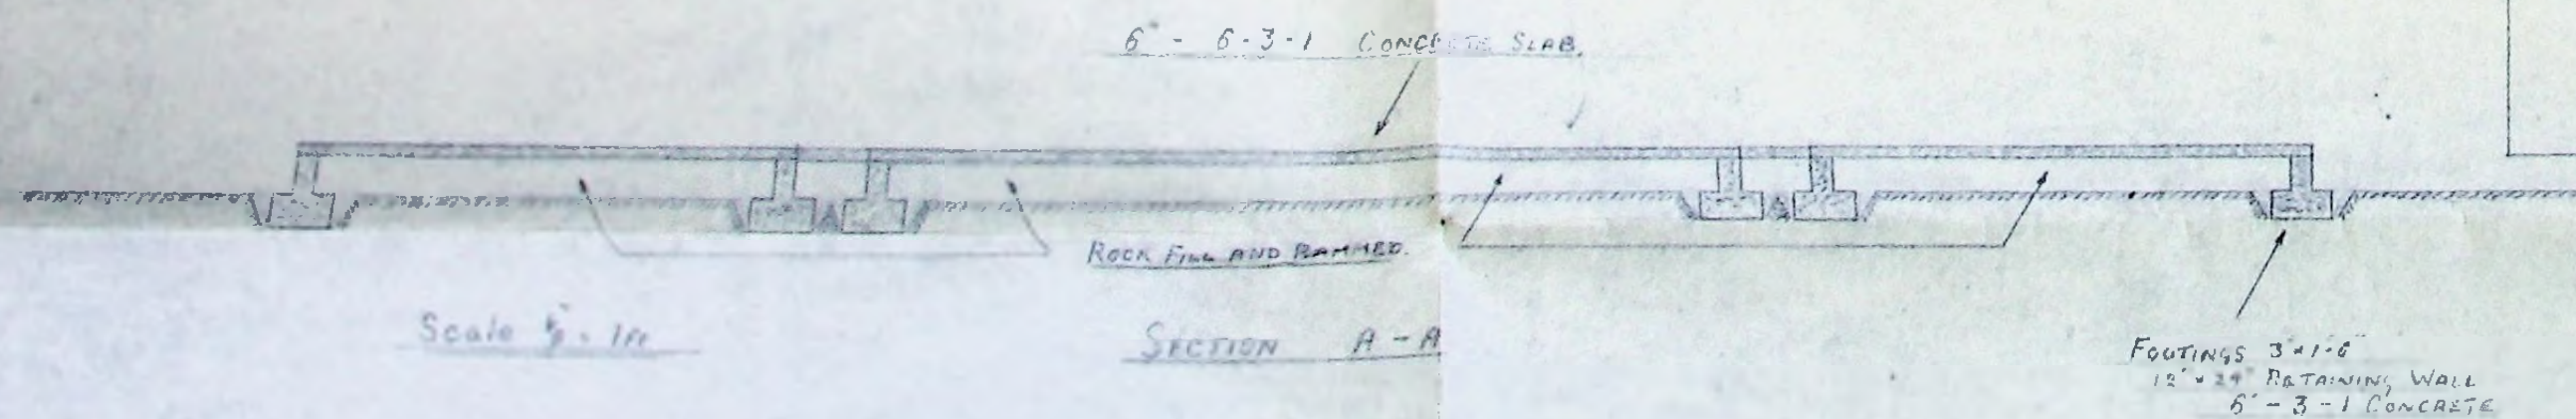 6" - 6-3-1 CONCRETE SLAB.
ROCK FILL AND RAMMED.
Scale 1/8" = 1ft
SECTION A-A
FOOTINGS 3'x1'-6"
12" x 24" RETAINING WALL
6-3-1 CONCRETE